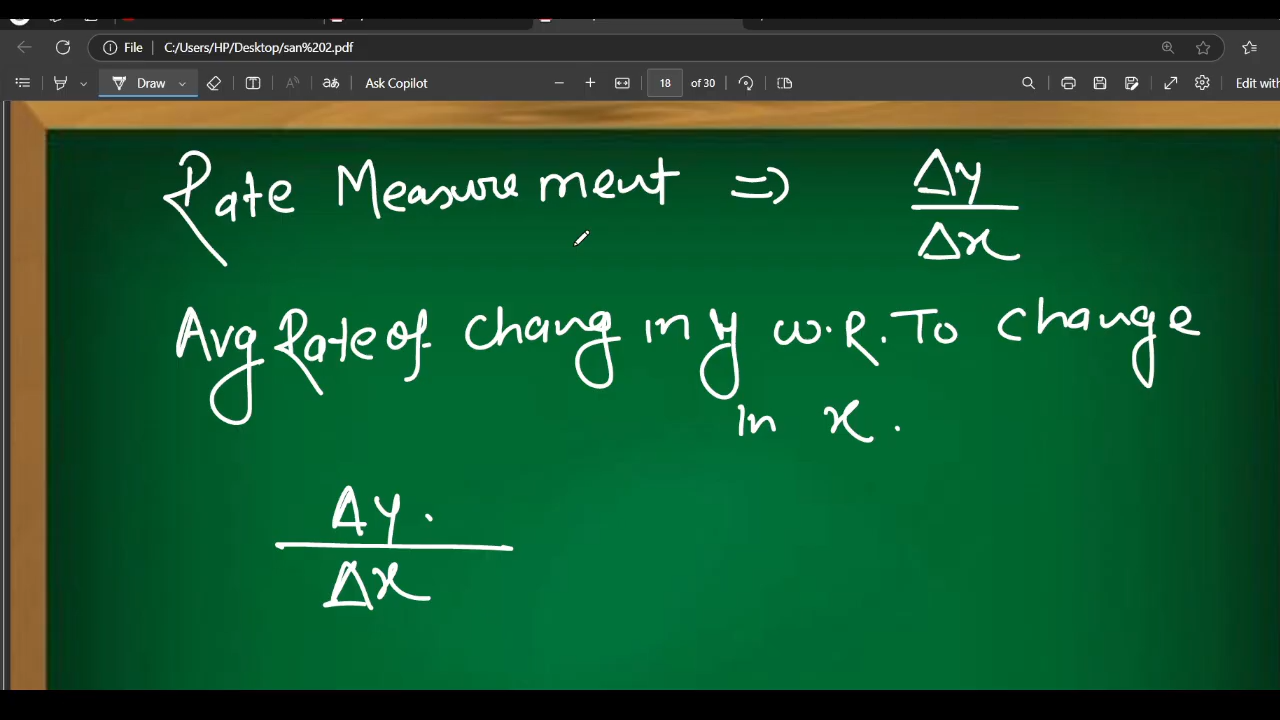 File C:/Users/HP/Desktop/san%202.pdf
Draw Ask Copilot 18 of 30 Edit with
Rate Measurement ⇒ Δy/Δx
Avg Rate of chang in y w.R.To change
in x .
Δy .
Δx